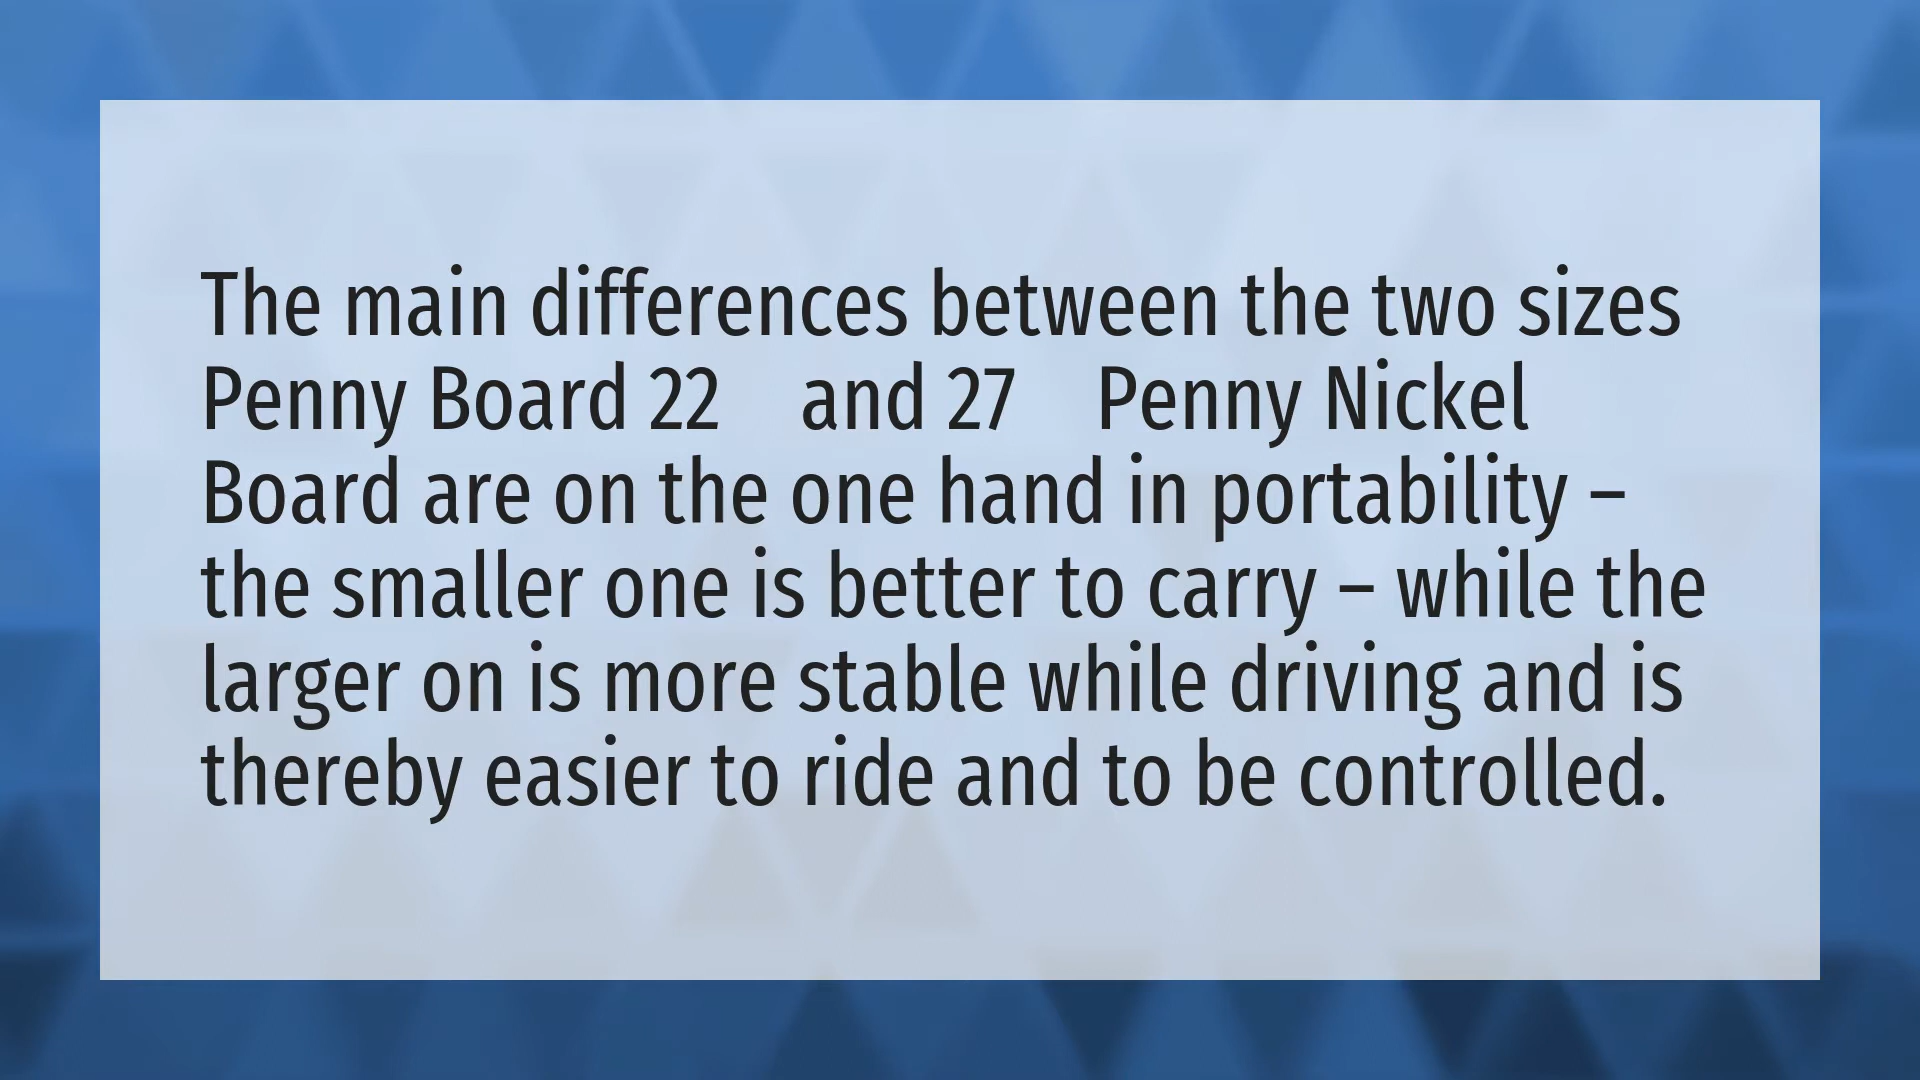 The main differences between the two sizes
Penny Board 22    and 27    Penny Nickel
Board are on the one hand in portability –
the smaller one is better to carry – while the
larger on is more stable while driving and is
thereby easier to ride and to be controlled.